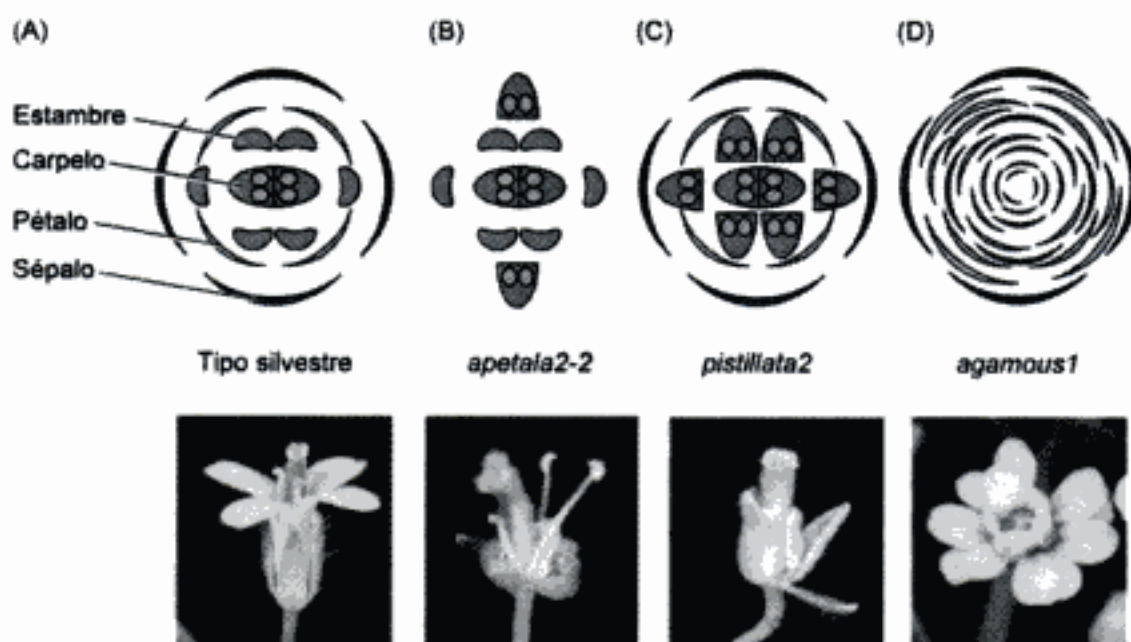 (A) (B) (C) (D)
Estambre
Carpelo
Pétalo
Sépalo
Tipo silvestre apetala2-2 pistillata2 agamous1